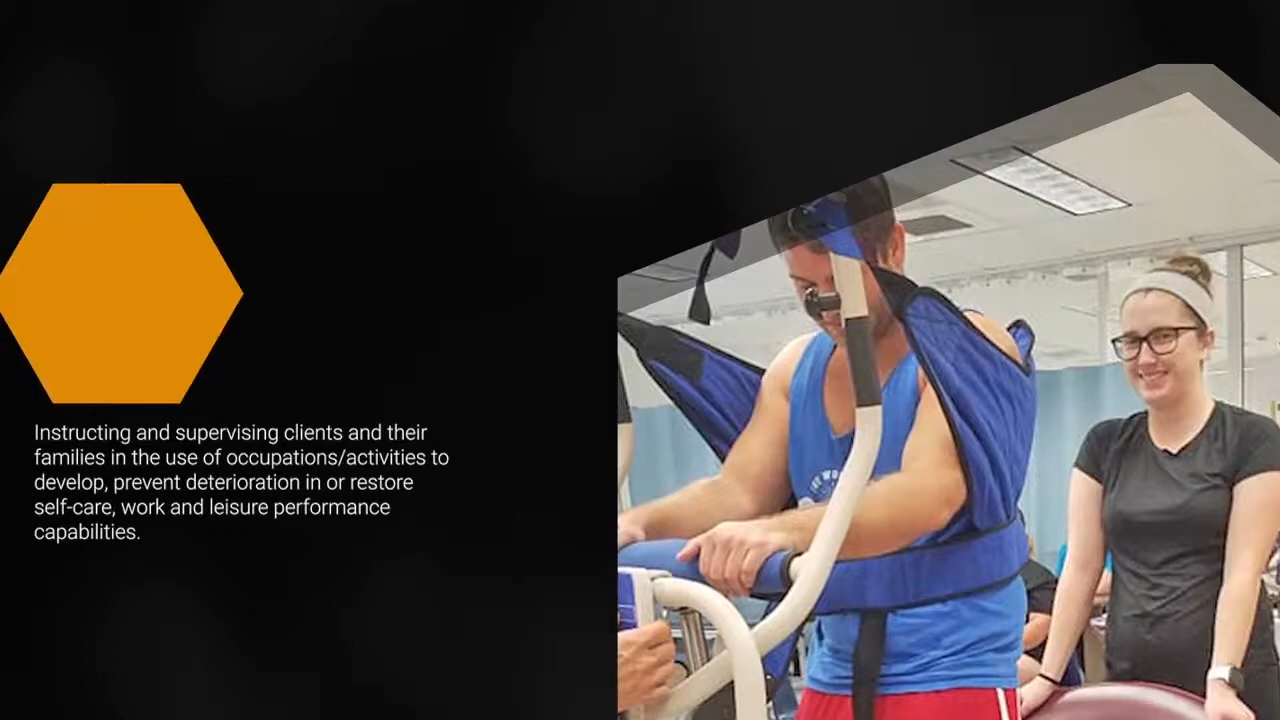 Instructing and supervising clients and their
families in the use of occupations/activities to
develop, prevent deterioration in or restore
self-care, work and leisure performance
capabilities.